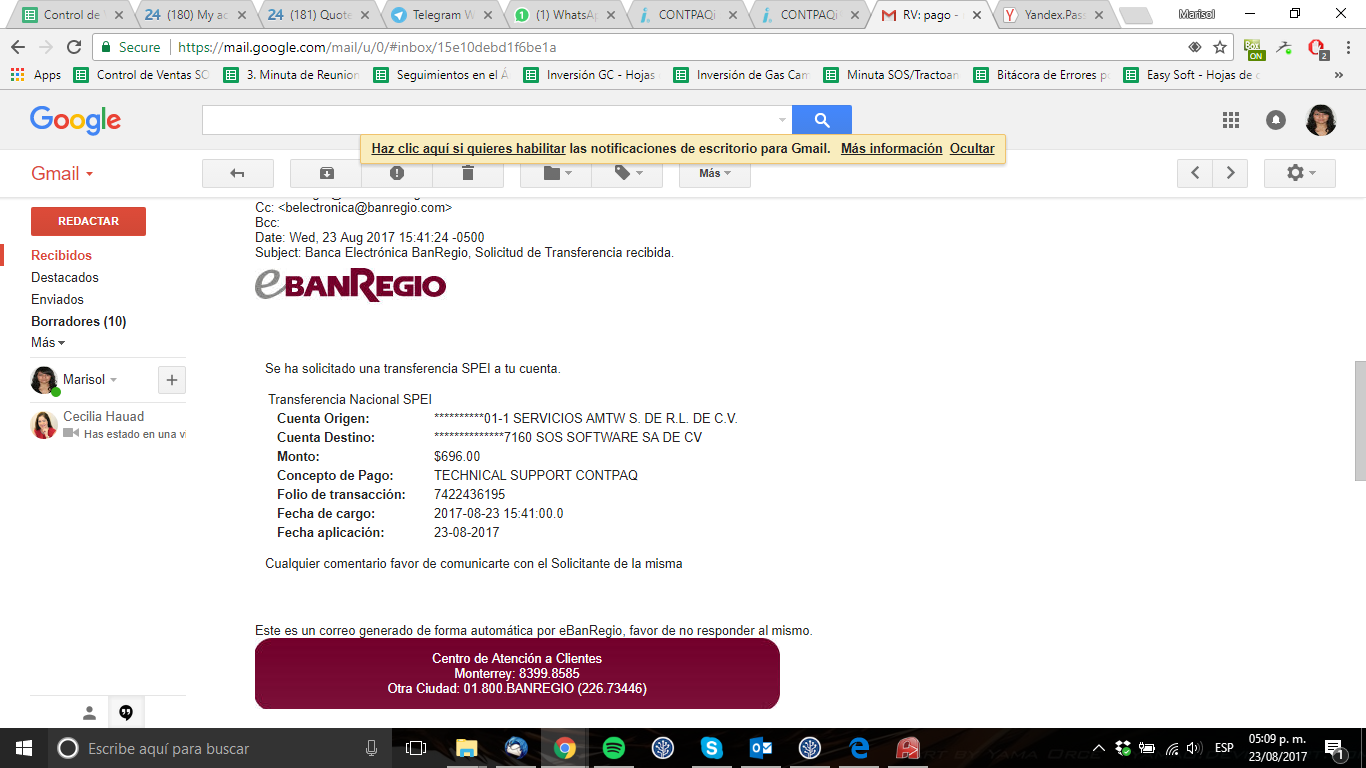 Control de
24 (180) My ac
24 (181) Quote
Telegram W
(1) WhatsAp
CONTPAQi
CONTPAQi
RV: pago -
Yandex.Pass
Marisol
Secure https://mail.google.com/mail/u/0/#inbox/15e10debd1f6be1a
ON
2
Apps
Control de Ventas SO
3. Minuta de Reunion
Seguimientos en el Á
Inversión GC - Hojas
Inversión de Gas Cam
Minuta SOS/Tractoan
Bitácora de Errores p
Easy Soft - Hojas de c
»
Google
Haz clic aquí si quieres habilitar las notificaciones de escritorio para Gmail. Más información Ocultar
Gmail
Más
REDACTAR
Recibidos
Destacados
Enviados
Borradores (10)
Más
Marisol
Cecilia Hauad
Has estado en una vi
Cc: <belectronica@banregio.com>
Bcc:
Date: Wed, 23 Aug 2017 15:41:24 -0500
Subject: Banca Electrónica BanRegio, Solicitud de Transferencia recibida.
eBANREGIO
Se ha solicitado una transferencia SPEI a tu cuenta.
Transferencia Nacional SPEI
Cuenta Origen: **********01-1 SERVICIOS AMTW S. DE R.L. DE C.V.
Cuenta Destino: **************7160 SOS SOFTWARE SA DE CV
Monto: $696.00
Concepto de Pago: TECHNICAL SUPPORT CONTPAQ
Folio de transacción: 7422436195
Fecha de cargo: 2017-08-23 15:41:00.0
Fecha aplicación: 23-08-2017
Cualquier comentario favor de comunicarte con el Solicitante de la misma
Este es un correo generado de forma automática por eBanRegio, favor de no responder al mismo.
Centro de Atención a Clientes
Monterrey: 8399.8585
Otra Ciudad: 01.800.BANREGIO (226.73446)
Escribe aquí para buscar
ESP
05:09 p. m.
23/08/2017
1